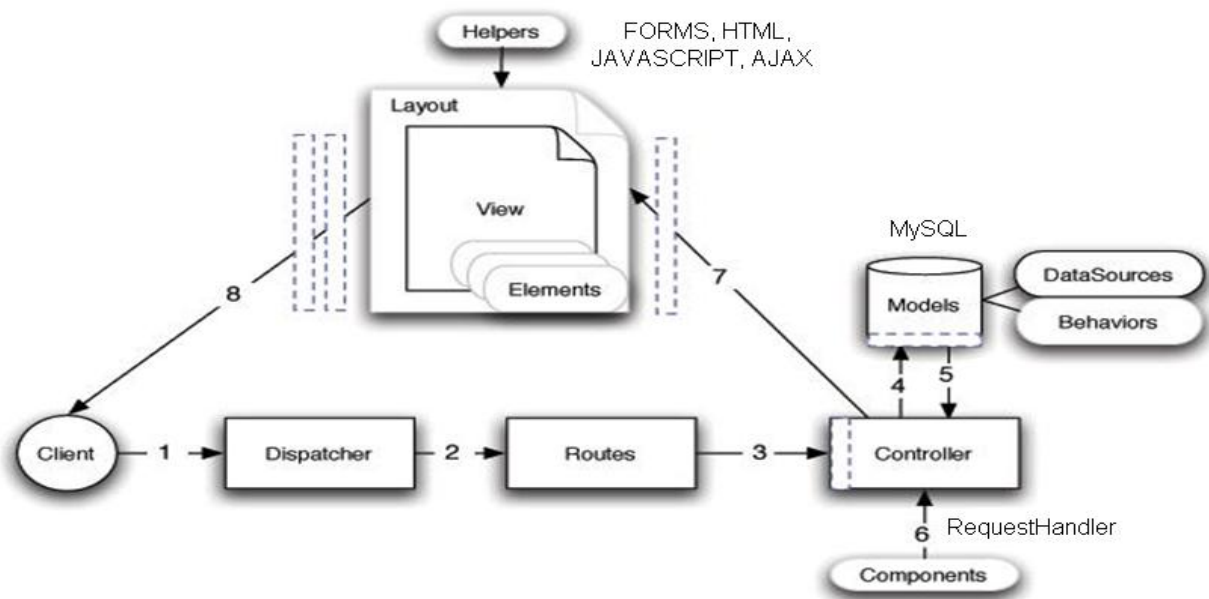 Helpers
FORMS, HTML,
JAVASCRIPT, AJAX
Layout
View
Elements
MySQL
Models
DataSources
Behaviors
8
7
4
5
Client
1
Dispatcher
2
Routes
3
Controller
6
RequestHandler
Components